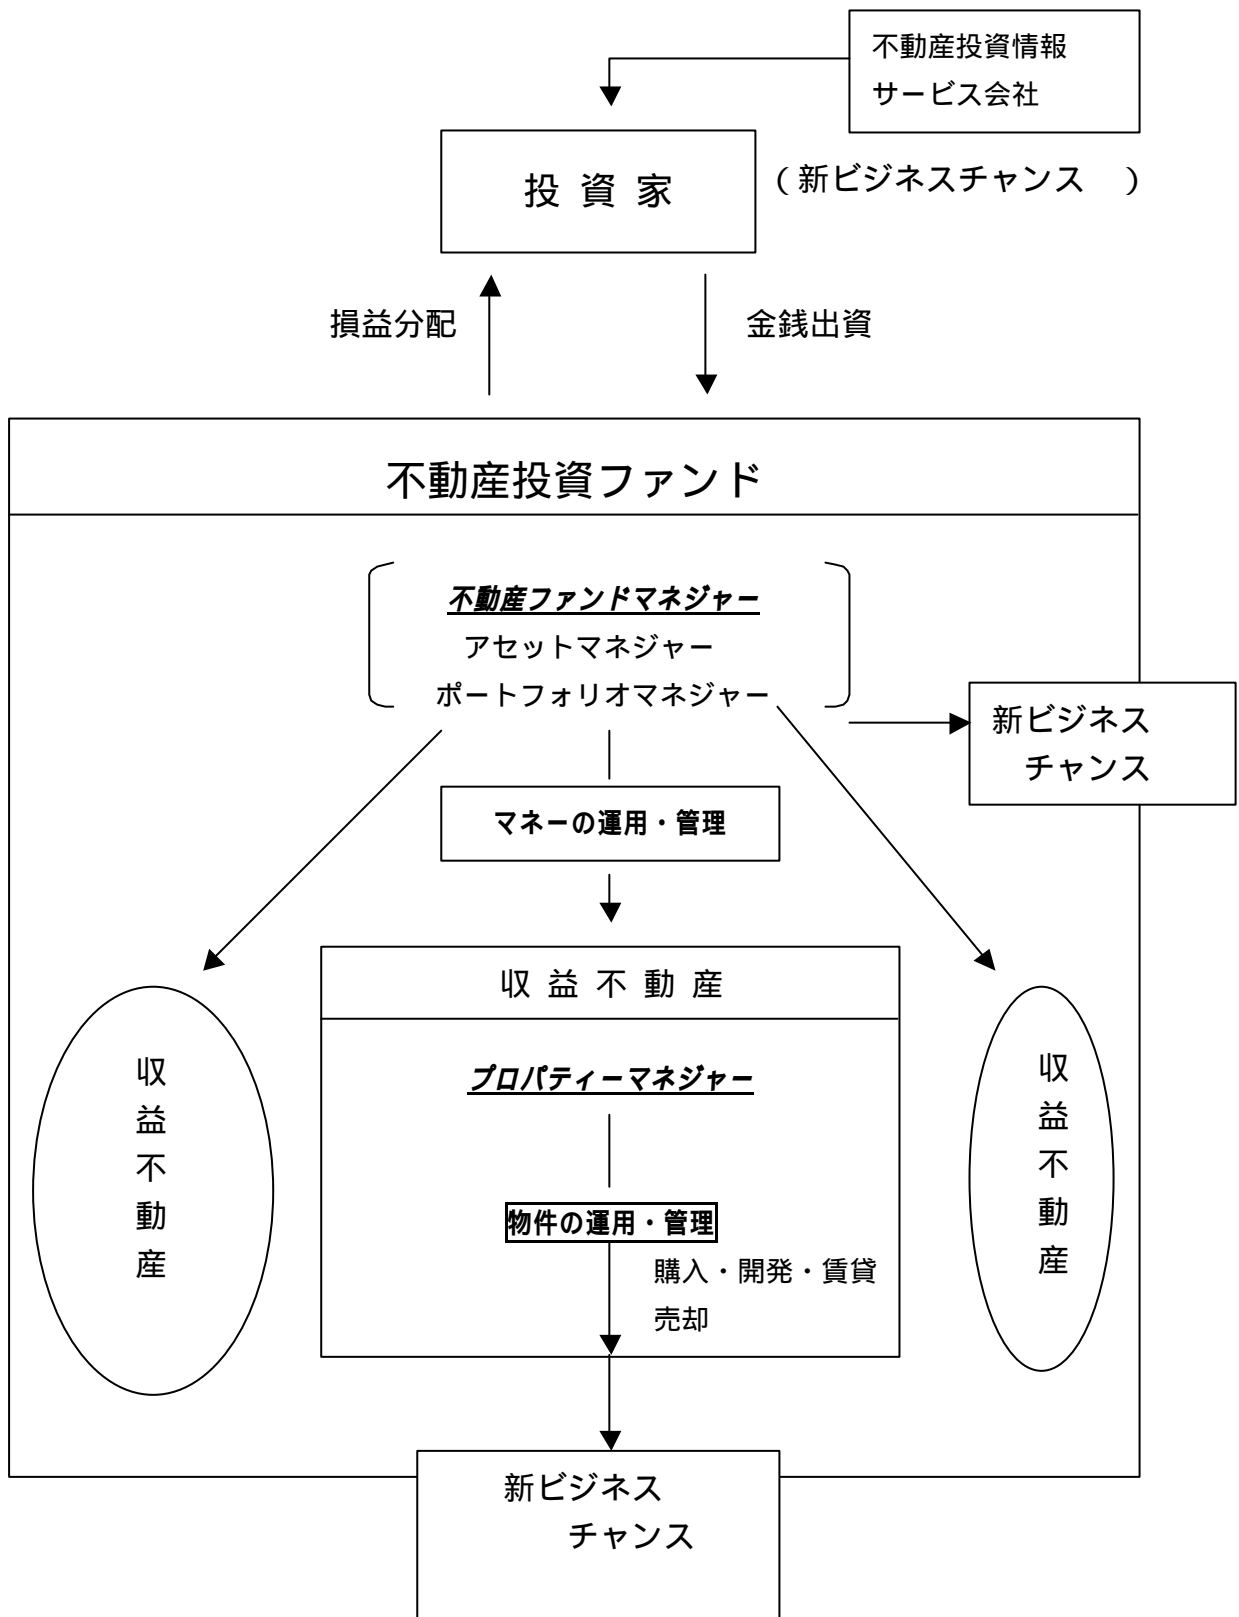 不動産投資情報
サービス会社
投 資 家
（新ビジネスチャンス　）
損益分配
金銭出資
不動産投資ファンド
不動産ファンドマネジャー
アセットマネジャー
ポートフォリオマネジャー
新ビジネス
チャンス
マネーの運用・管理
収 益 不 動 産
収益不動産
プロパティーマネジャー
収益不動産
物件の運用・管理
購入・開発・賃貸
売却
新ビジネス
チャンス